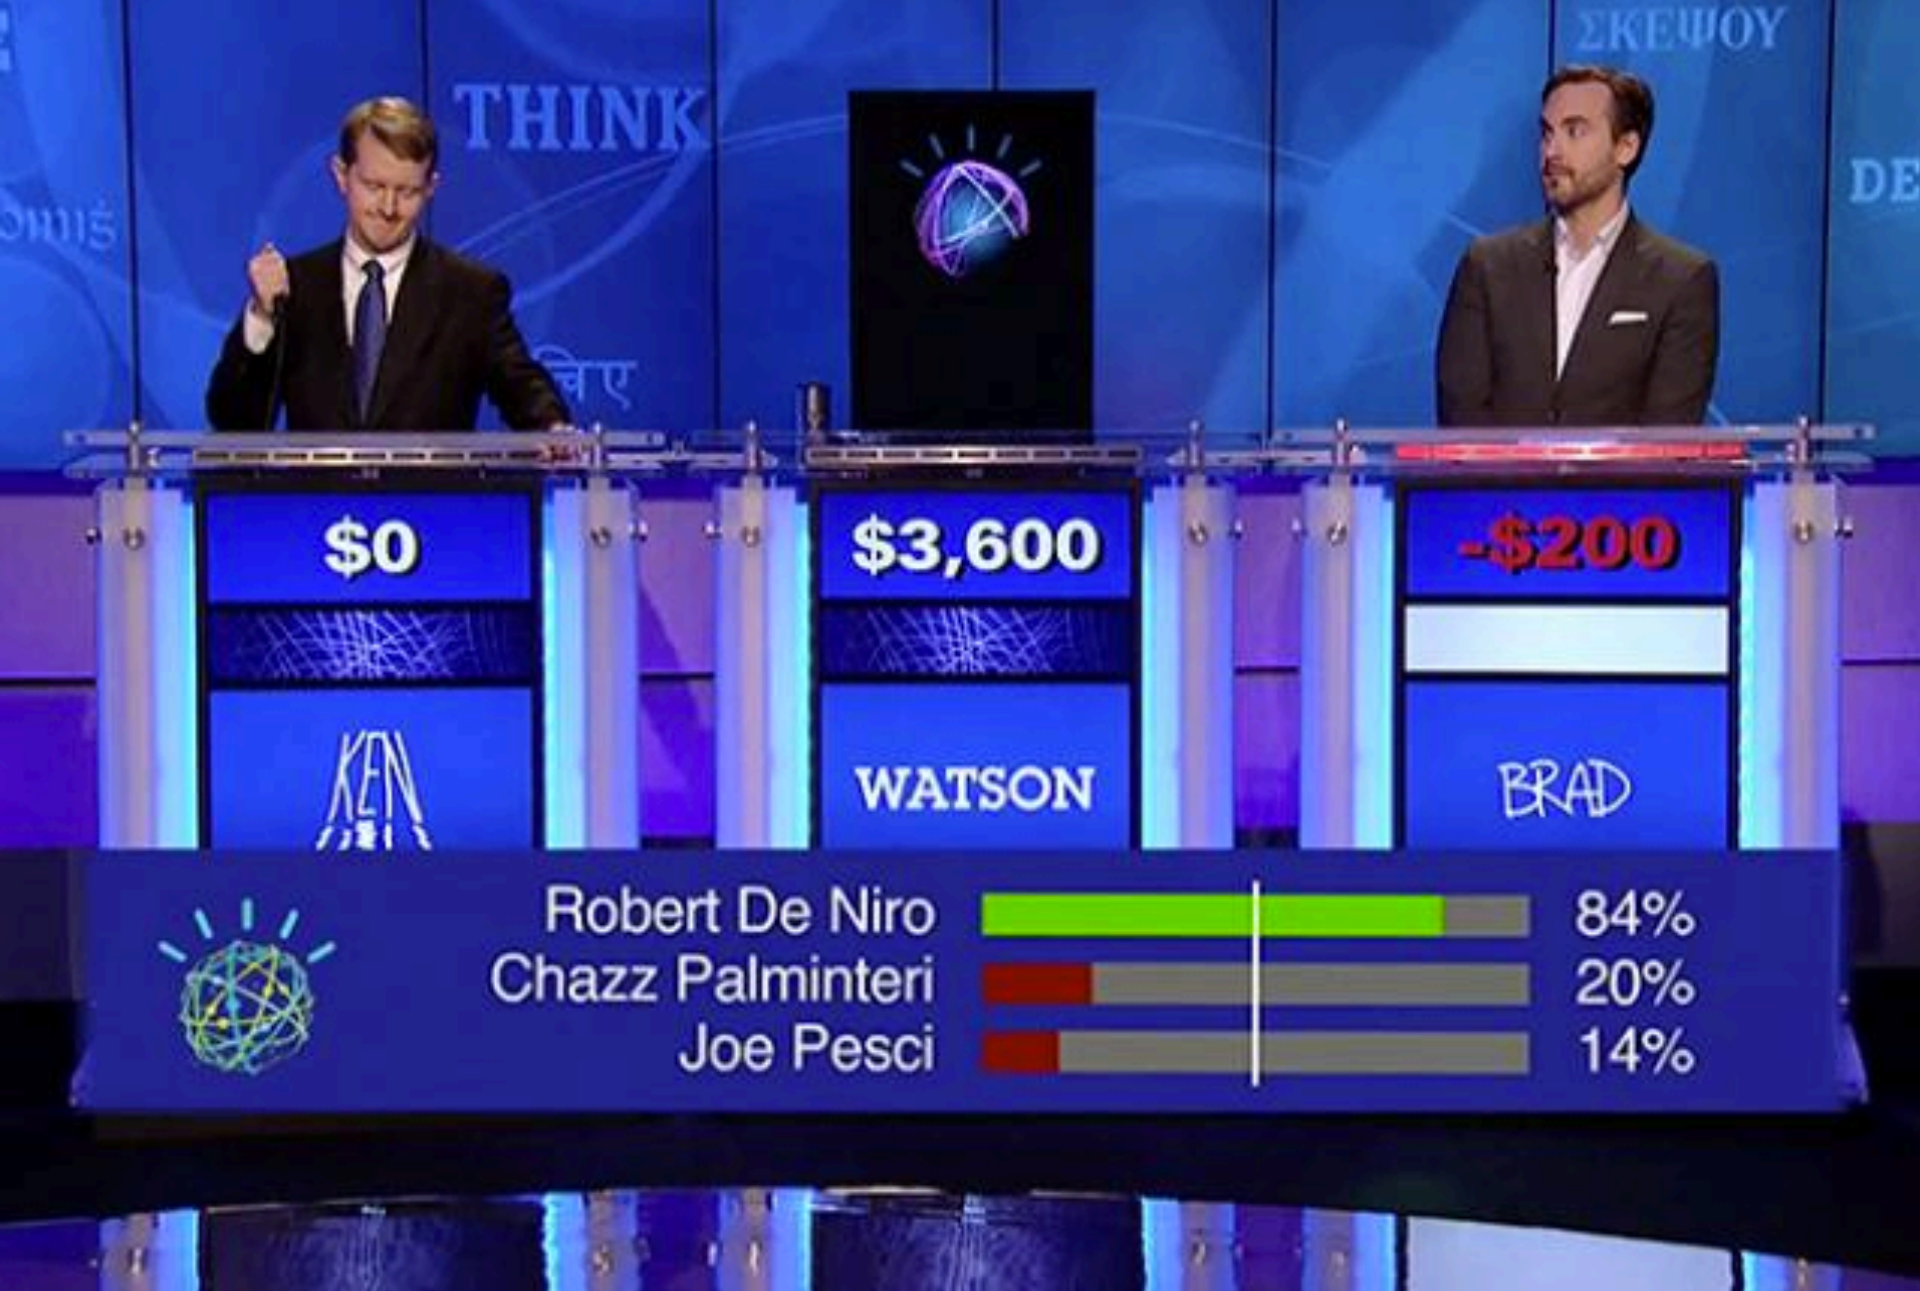 THINK
ΣΚΕΨΟΥ
DE
चिए
$0
$3,600
-$200
KEN
WATSON
BRAD
Robert De Niro 84%
Chazz Palminteri 20%
Joe Pesci 14%